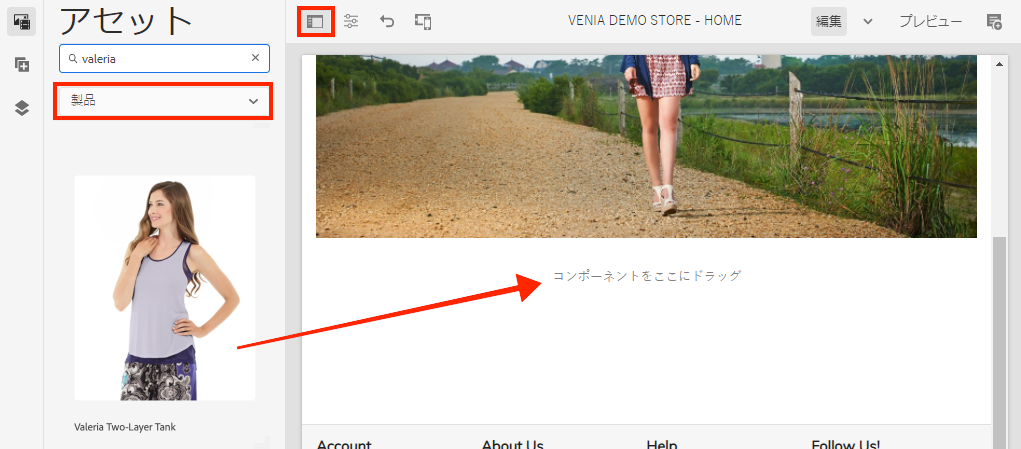 アセット
valeria
製品
Valeria Two-Layer Tank
VENIA DEMO STORE - HOME
編集
プレビュー
コンポーネントをここにドラッグ
Account
About Us
Help
Follow Us!